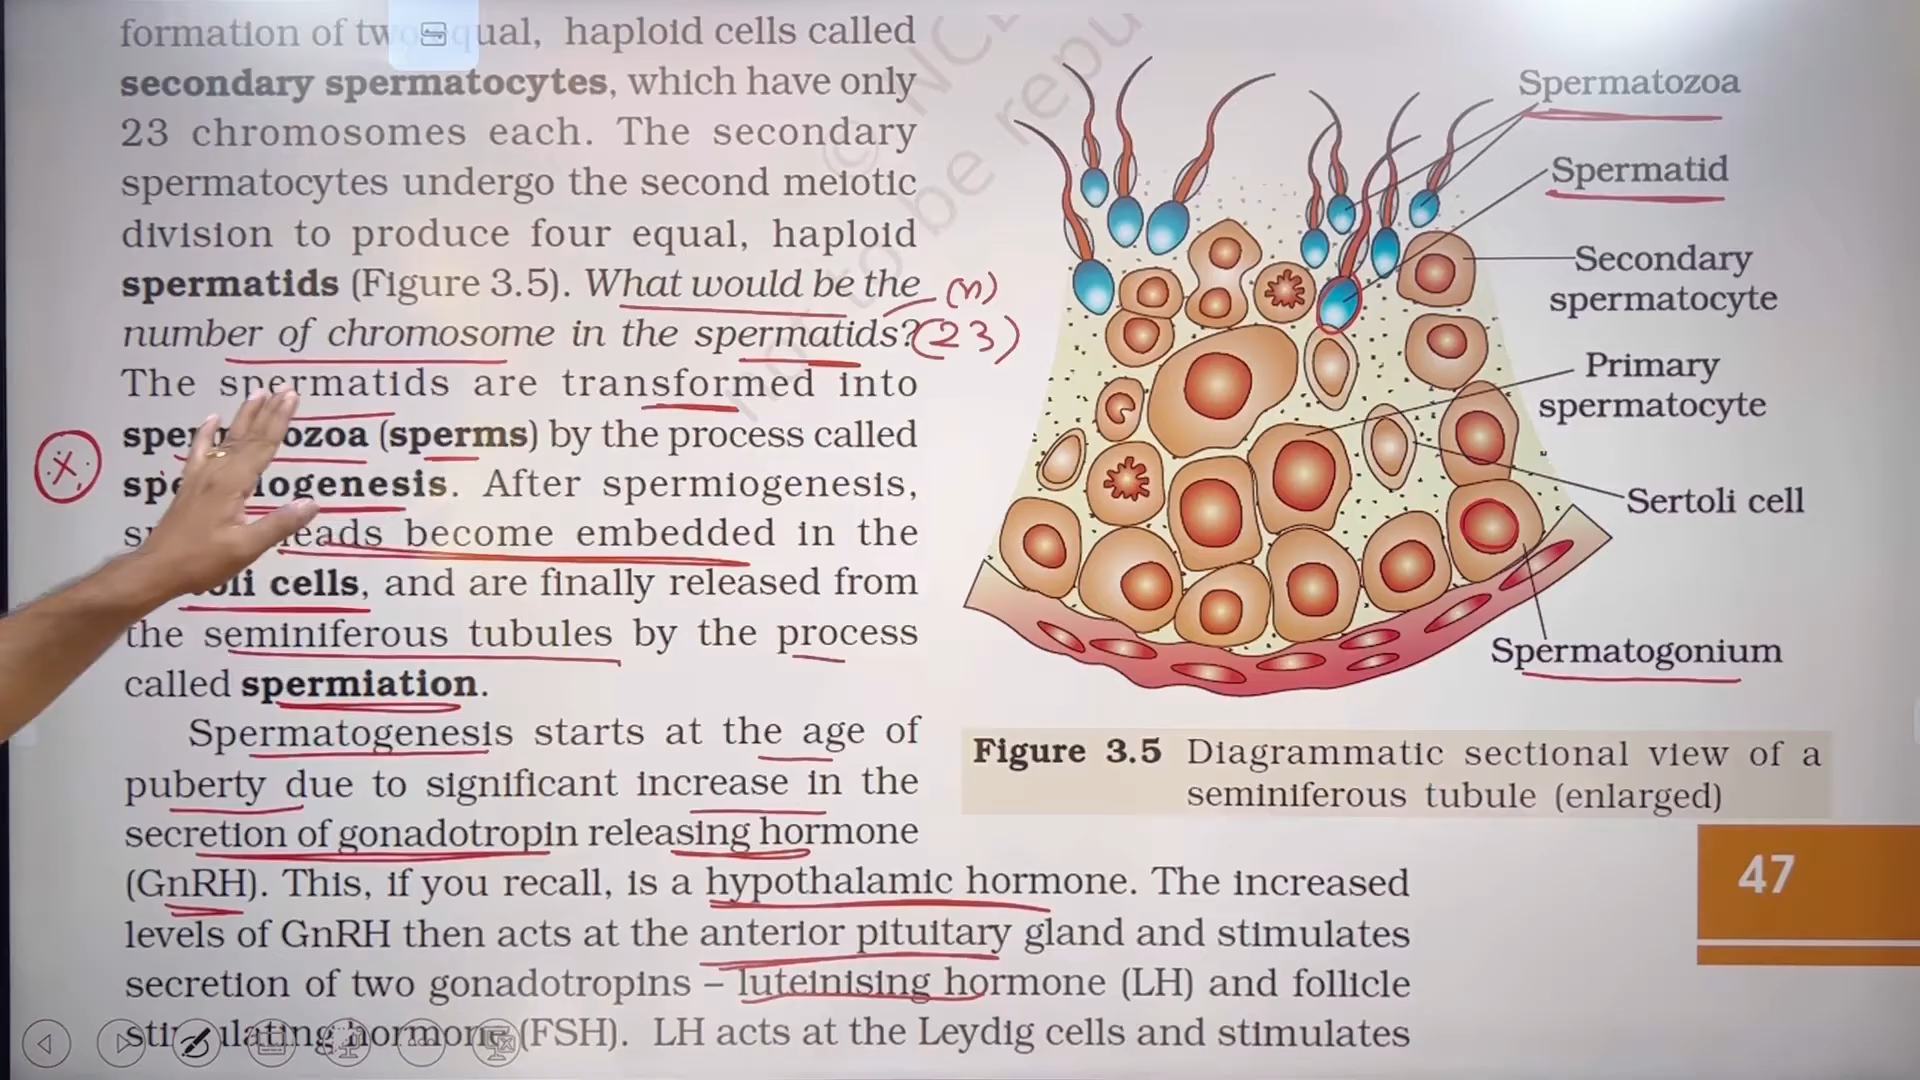 formation of two equal, haploid cells called
secondary spermatocytes, which have only
23 chromosomes each. The secondary
spermatocytes undergo the second meiotic
division to produce four equal, haploid
spermatids (Figure 3.5). What would be the (n)
number of chromosome in the spermatids? (23)
The spermatids are transformed into
(sperms) by the process called
. After spermiogenesis,
become embedded in the
cells, and are finally released from
the seminiferous tubules by the process
called spermiation.
Spermatogenesis starts at the age of
puberty due to significant increase in the
secretion of gonadotropin releasing hormone
(GnRH). This, if you recall, is a hypothalamic hormone. The increased
levels of GnRH then acts at the anterior pituitary gland and stimulates
secretion of two gonadotropins – luteinising hormone (LH) and follicle
stimulating hormone (FSH). LH acts at the Leydig cells and stimulates
© NC
not to be repu
Spermatozoa
Spermatid
Secondary
spermatocyte
Primary
spermatocyte
Sertoli cell
Spermatogonium
Figure 3.5 Diagrammatic sectional view of a
seminiferous tubule (enlarged)
47